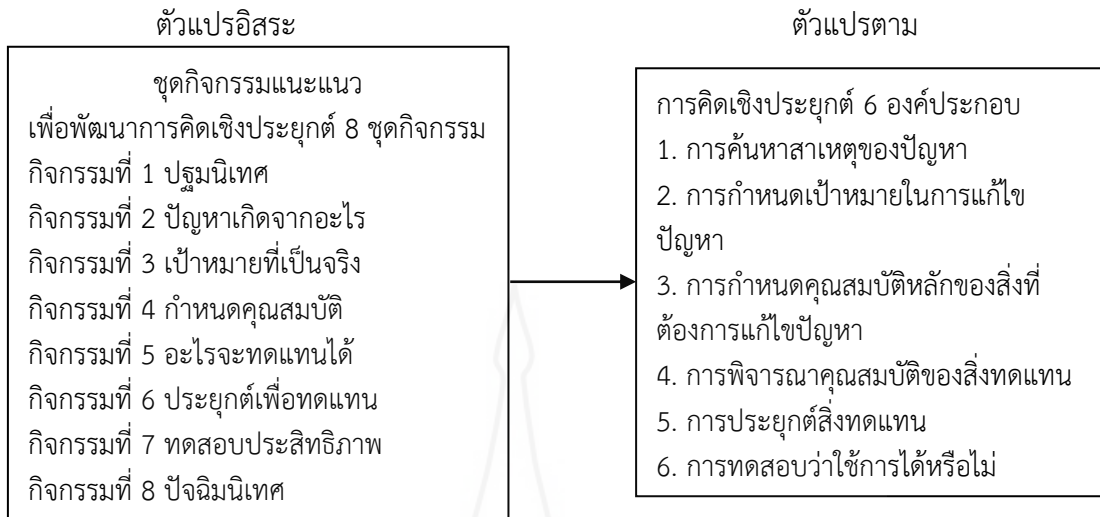 ตัวแปรอิสระ
ชุดกิจกรรมแนะแนว
เพื่อพัฒนาการคิดเชิงประยุกต์ 8 ชุดกิจกรรม
กิจกรรมที่ 1 ปฐมนิเทศ
กิจกรรมที่ 2 ปัญหาเกิดจากอะไร
กิจกรรมที่ 3 เป้าหมายที่เป็นจริง
กิจกรรมที่ 4 กำหนดคุณสมบัติ
กิจกรรมที่ 5 อะไรจะทดแทนได้
กิจกรรมที่ 6 ประยุกต์เพื่อทดแทน
กิจกรรมที่ 7 ทดสอบประสิทธิภาพ
กิจกรรมที่ 8 ปัจฉิมนิเทศ
ตัวแปรตาม
การคิดเชิงประยุกต์ 6 องค์ประกอบ
1. การค้นหาสาเหตุของปัญหา
2. การกำหนดเป้าหมายในการแก้ไข
ปัญหา
3. การกำหนดคุณสมบัติหลักของสิ่งที่
ต้องการแก้ไขปัญหา
4. การพิจารณาคุณสมบัติของสิ่งทดแทน
5. การประยุกต์สิ่งทดแทน
6. การทดสอบว่าใช้การได้หรือไม่